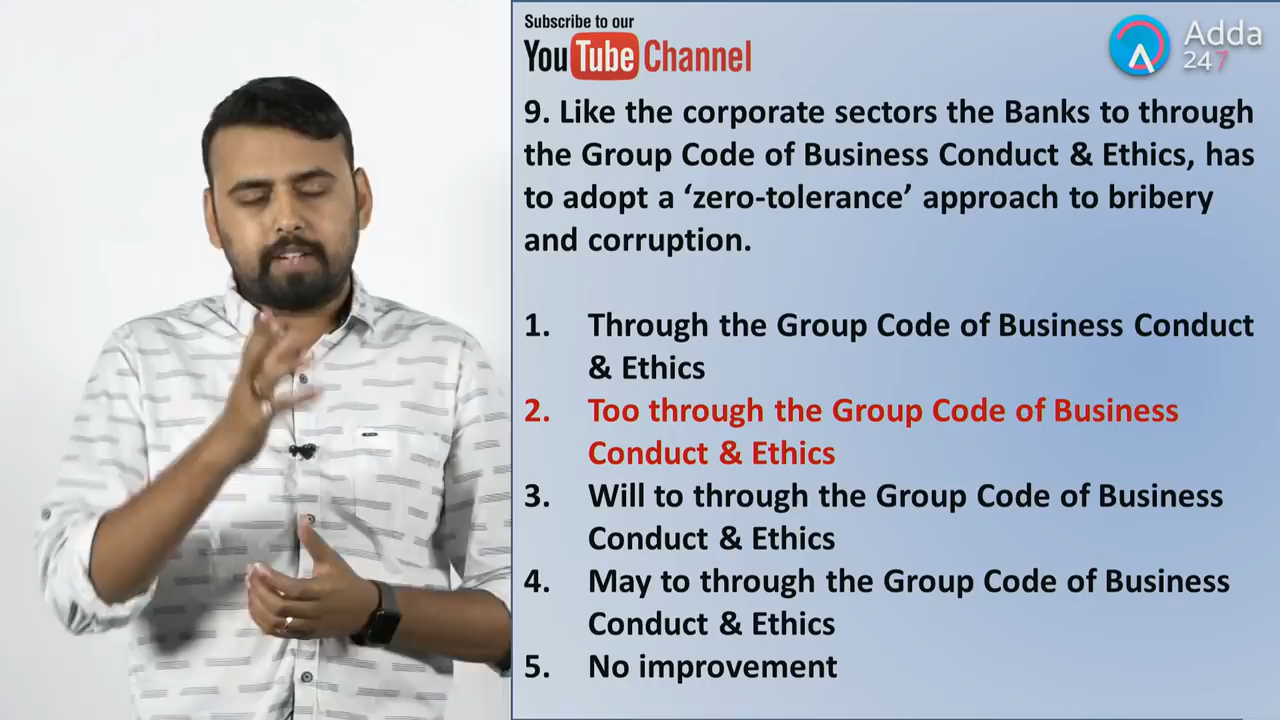 Subscribe to our
YouTube Channel
Adda
247
9. Like the corporate sectors the Banks to through
the Group Code of Business Conduct & Ethics, has
to adopt a ‘zero-tolerance’ approach to bribery
and corruption.
1. Through the Group Code of Business Conduct
& Ethics
2. Too through the Group Code of Business
Conduct & Ethics
3. Will to through the Group Code of Business
Conduct & Ethics
4. May to through the Group Code of Business
Conduct & Ethics
5. No improvement